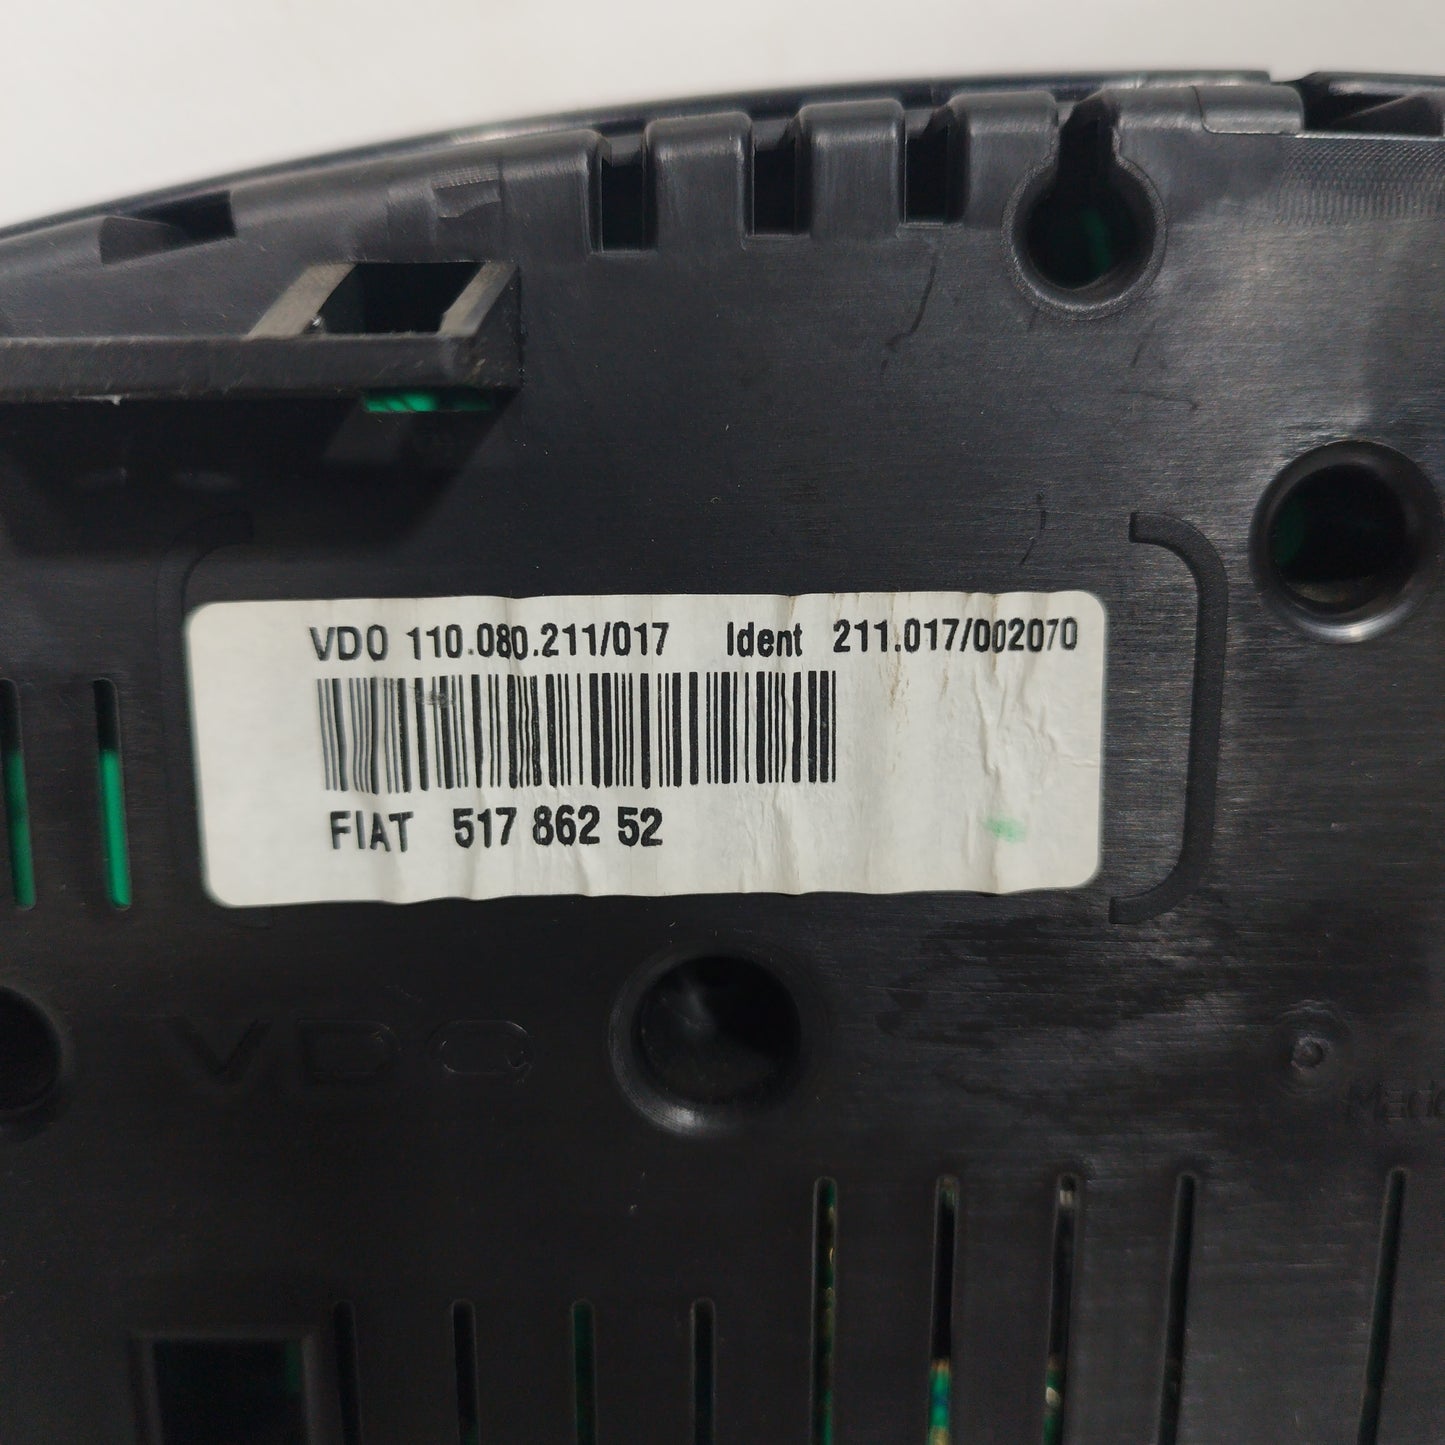 VDO 110.080.211/017 Ident 211.017/002070
FIAT 517 862 52
VDO